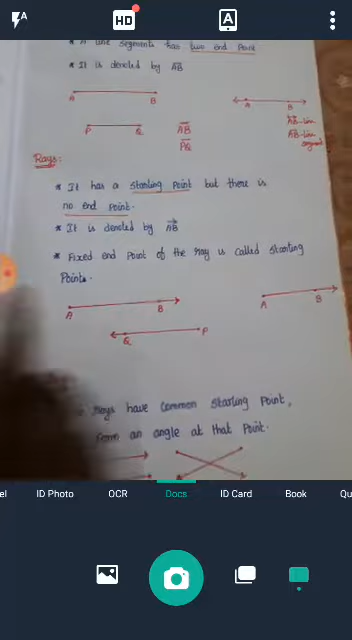 A
HD
A
* A line segments has two end point
* It is denoted by AB
A B
A B
P Q
AB
PQ
AB-line
AB-line
segment
Rays:
* It has a starting point but there is
no end point.
* It is denoted by AB
* Fixed end point of the ray is called starting
points.
A B
A B
Q P
rays have common starting point,
form an angle at that point.
el ID Photo OCR Docs ID Card Book Qu